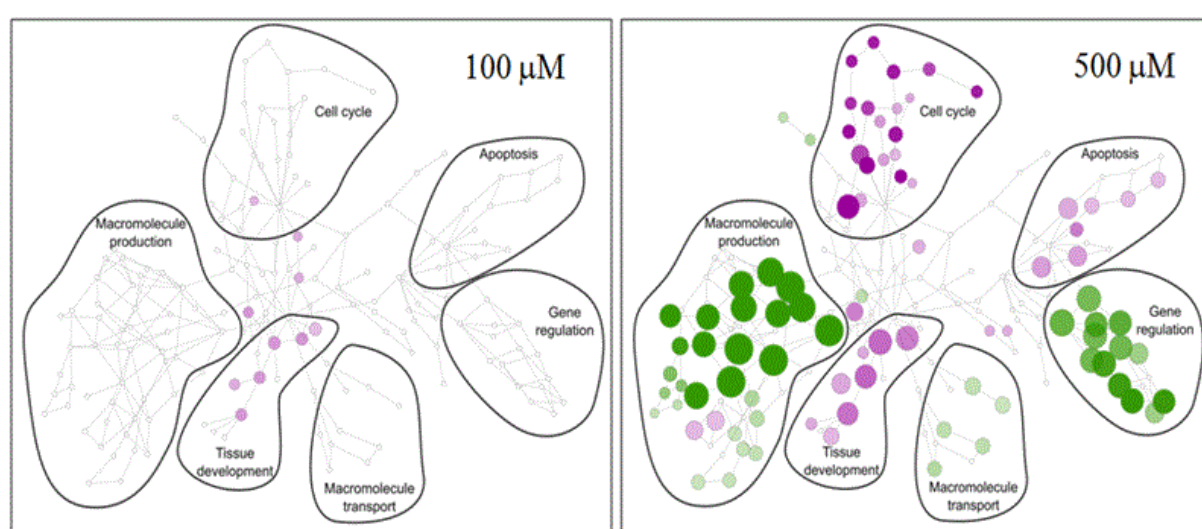 100 μM
Cell cycle
Apoptosis
Macromolecule
production
Gene
regulation
Tissue
development
Macromolecule
transport
500 μM
Cell cycle
Apoptosis
Macromolecule
production
Gene
regulation
Tissue
development
Macromolecule
transport